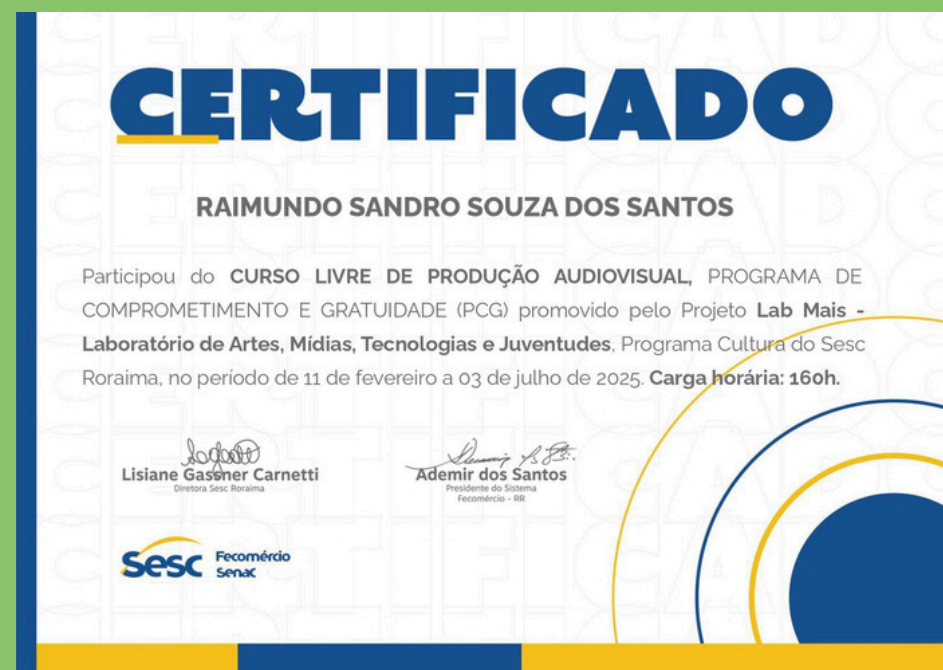 CERTIFICADO
RAIMUNDO SANDRO SOUZA DOS SANTOS
Participou do CURSO LIVRE DE PRODUÇÃO AUDIOVISUAL, PROGRAMA DE
COMPROMETIMENTO E GRATUIDADE (PCG) promovido pelo Projeto Lab Mais -
Laboratório de Artes, Mídias, Tecnologias e Juventudes, Programa Cultura do Sesc
Roraima, no período de 11 de fevereiro a 03 de julho de 2025. Carga horária: 160h.
Lisiane Gassner Carnetti
Diretora Sesc Roraima
Ademir dos Santos
Presidente do Sistema
Fecomércio - RR
Sesc Fecomércio
Senac